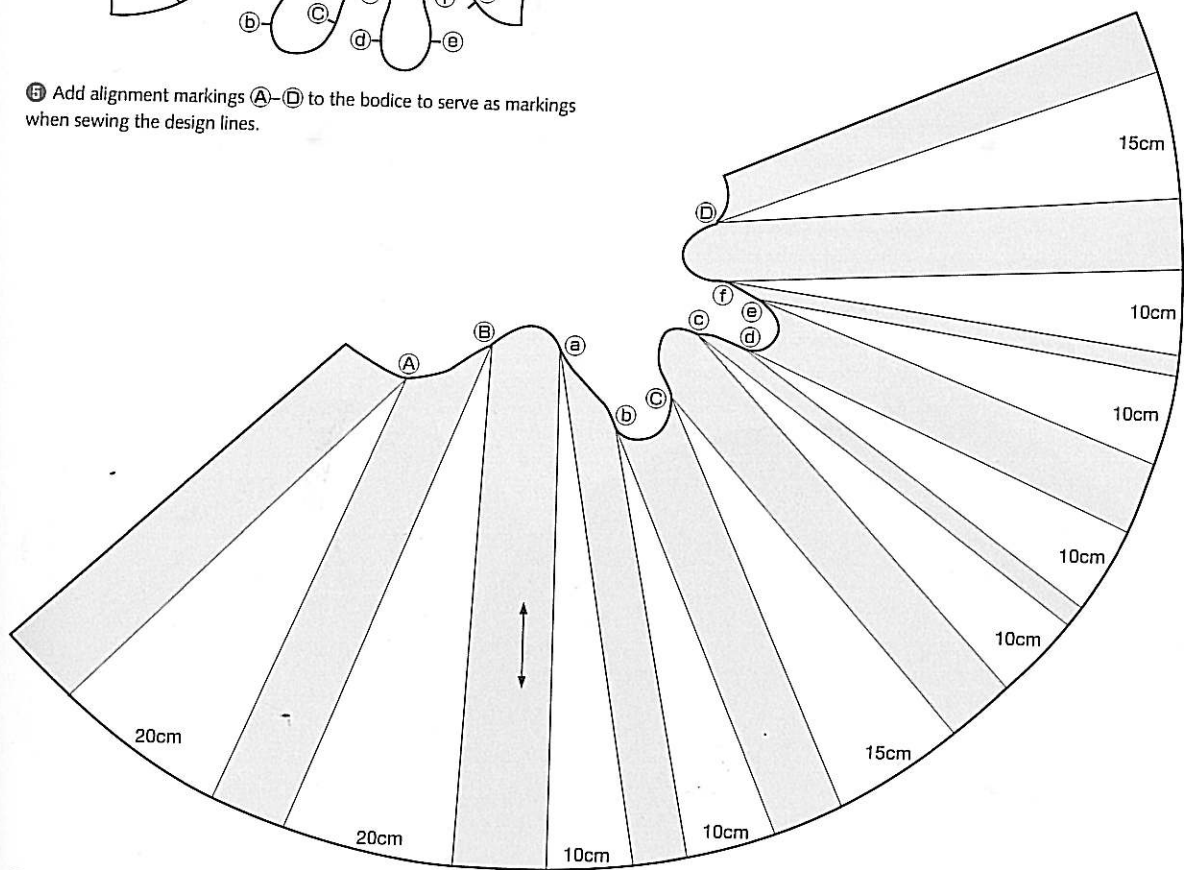 ⓑ ⓒ ⓓ ⓔ
❺ Add alignment markings Ⓐ–Ⓓ to the bodice to serve as markings
when sewing the design lines.
15cm
Ⓓ
ⓕ ⓔ
10cm
ⓒ ⓓ
Ⓑ ⓐ
Ⓐ
ⓑ Ⓒ
10cm
10cm
10cm
20cm
15cm
20cm
10cm
10cm